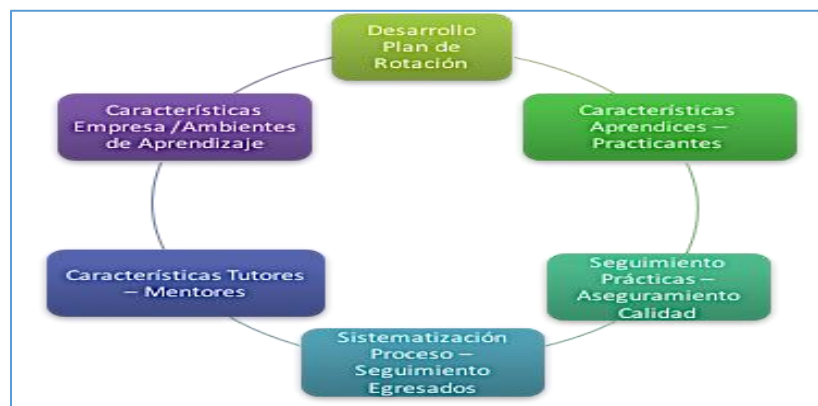 Desarrollo
Plan de
Rotación
Características
Aprendices –
Practicantes
Seguimiento
Prácticas –
Aseguramiento
Calidad
Sistematización
Proceso –
Seguimiento
Egresados
Características Tutores
– Mentores
Características
Empresa /Ambientes
de Aprendizaje